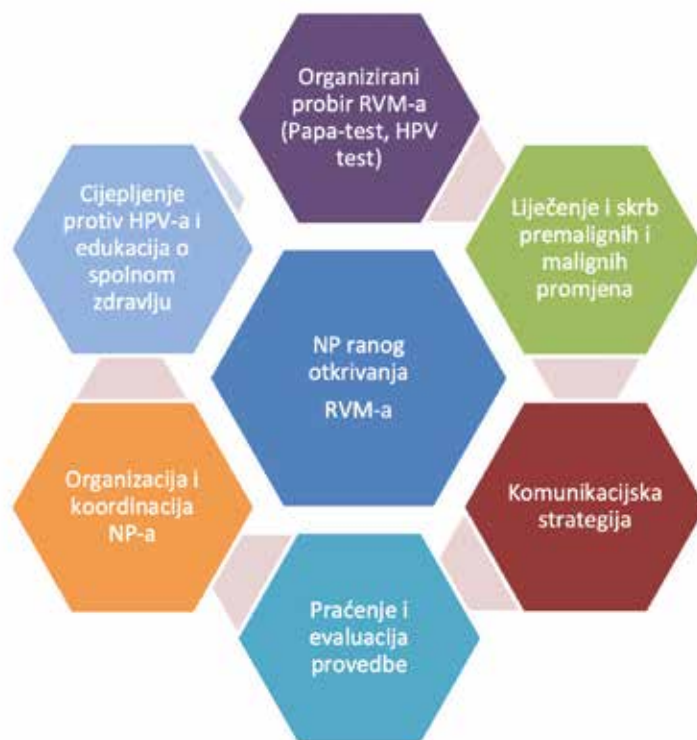 Organizirani
probir RVM-a
(Papa-test, HPV
test)
Cijepljenje
protiv HPV-a i
edukacija o
spolnom
zdravlju
Liječenje i skrb
premalignih i
malignih
promjena
NP ranog
otkrivanja
RVM-a
Organizacija i
koordinacija
NP-a
Komunikacijska
strategija
Praćenje i
evaluacija
provedbe